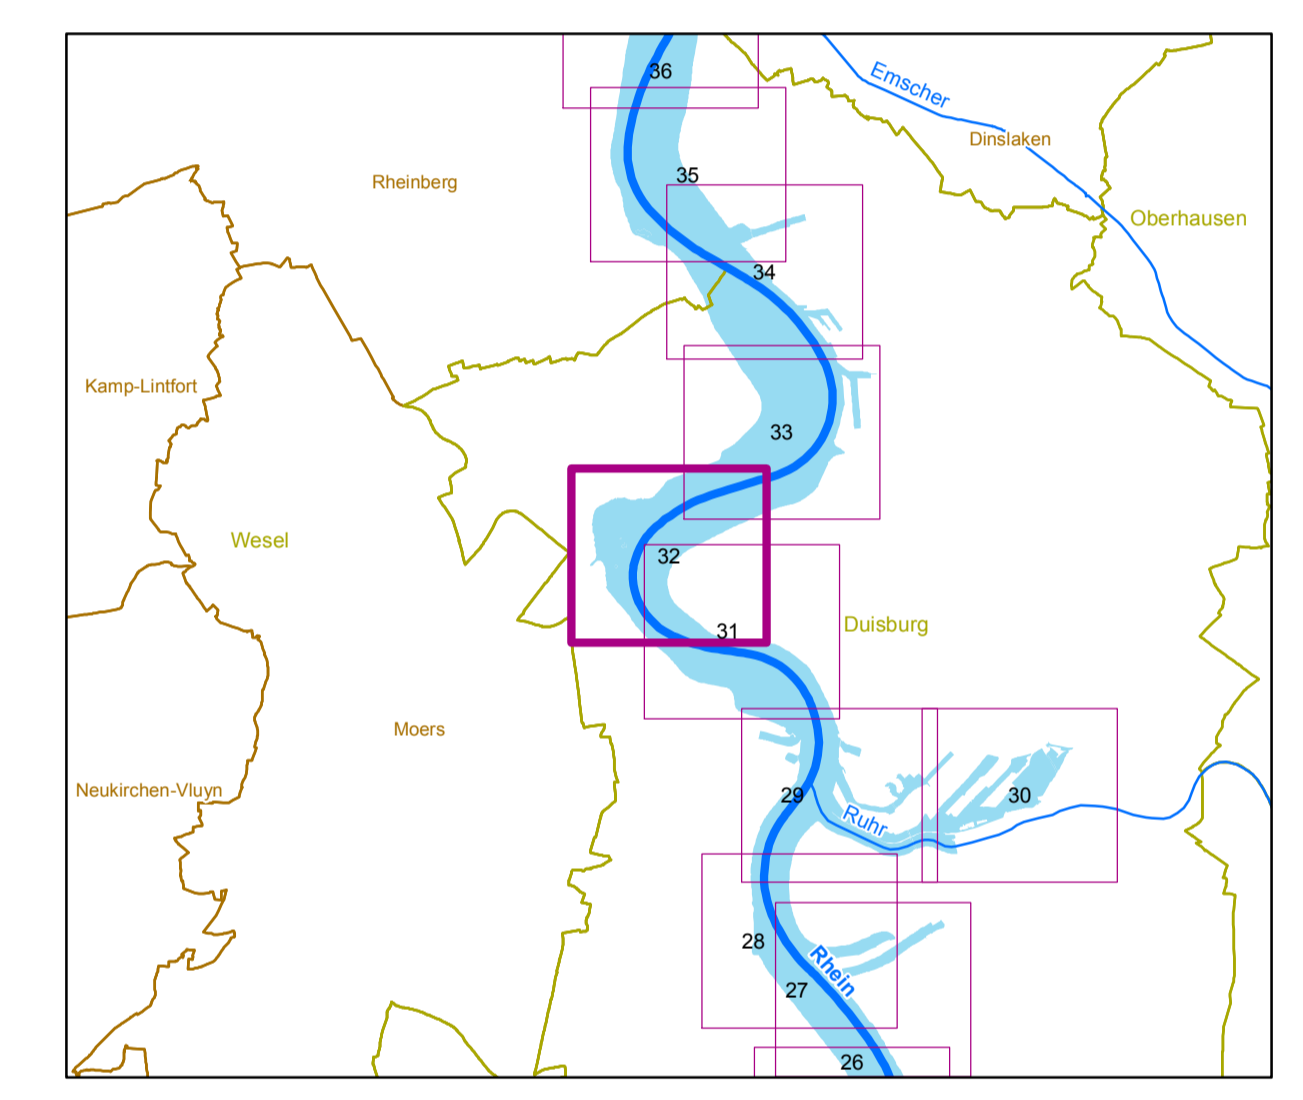 36
Emscher
Dinslaken
35
Rheinberg
Oberhausen
34
Kamp-Lintfort
33
Wesel
32
31
Duisburg
Moers
Neukirchen-Vluyn
29
30
Ruhr
28
Rhein
27
26